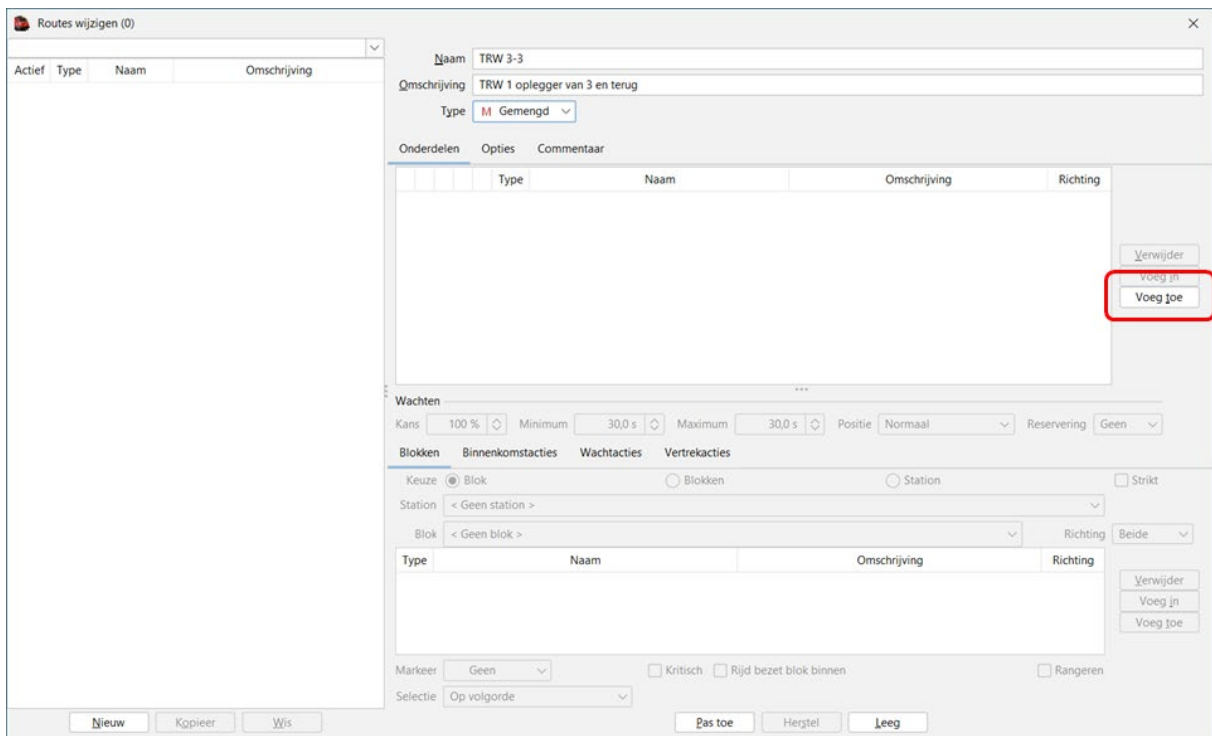 Routes wijzigen (0)
Actief Type Naam Omschrijving
Naam TRW 3-3
Omschrijving TRW 1 oplegger van 3 en terug
Type M Gemengd
Onderdelen Opties Commentaar
Type Naam Omschrijving Richting
Verwijder
Voeg in
Voeg toe
Wachten
Kans 100 % Minimum 30,0 s Maximum 30,0 s Positie Normaal Reservering Geen
Blokken Binnenkomstacties Wachtacties Vertrekacties
Keuze Blok Blokken Station Strikt
Station < Geen station >
Blok < Geen blok > Richting Beide
Type Naam Omschrijving Richting
Verwijder
Voeg in
Voeg toe
Markeer Geen Kritisch Rijd bezet blok binnen Rangeren
Selectie Op volgorde
Nieuw Kopieer Wis Pas toe Herstel Leeg